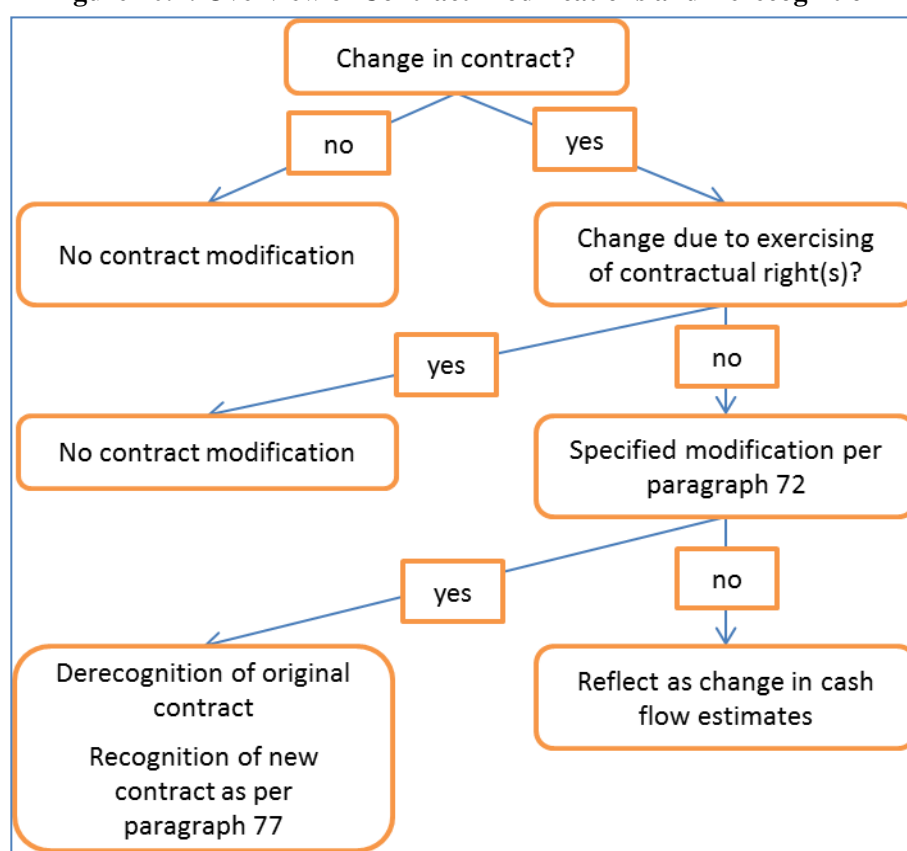 Change in contract?
no
yes
No contract modification
Change due to exercising
of contractual right(s)?
yes
no
No contract modification
Specified modification per
paragraph 72
yes
no
Derecognition of original
contract
Recognition of new
contract as per
paragraph 77
Reflect as change in cash
flow estimates